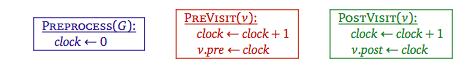 PREPROCESS(G):
clock ← 0
PREVISIT(v):
clock ← clock + 1
v.pre ← clock
POSTVISIT(v):
clock ← clock + 1
v.post ← clock